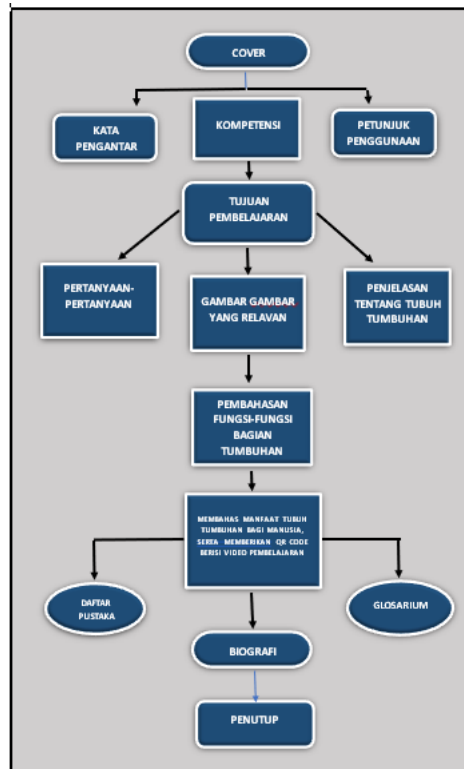 COVER
KATA
PENGANTAR
KOMPETENSI
PETUNJUK
PENGGUNAAN
TUJUAN
PEMBELAJARAN
PERTANYAAN-
PERTANYAAN
GAMBAR GAMBAR
YANG RELAVAN
PENJELASAN
TENTANG TUBUH
TUMBUHAN
PEMBAHASAN
FUNGSI-FUNGSI
BAGIAN
TUMBUHAN
MEMBAHAS MANFAAT TUBUH
TUMBUHAN BAGI MANUSIA,
SERTA MEMBERIKAN QR CODE
BERISI VIDEO PEMBELAJARAN
DAFTAR
PUSTAKA
GLOSARIUM
BIOGRAFI
PENUTUP